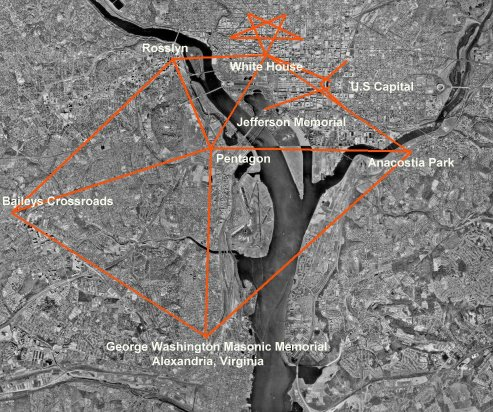 Rosslyn
White House
U.S Capital
Jefferson Memorial
Pentagon
Anacostia Park
Baileys Crossroads
George Washington Masonic Memorial
Alexandria, Virginia